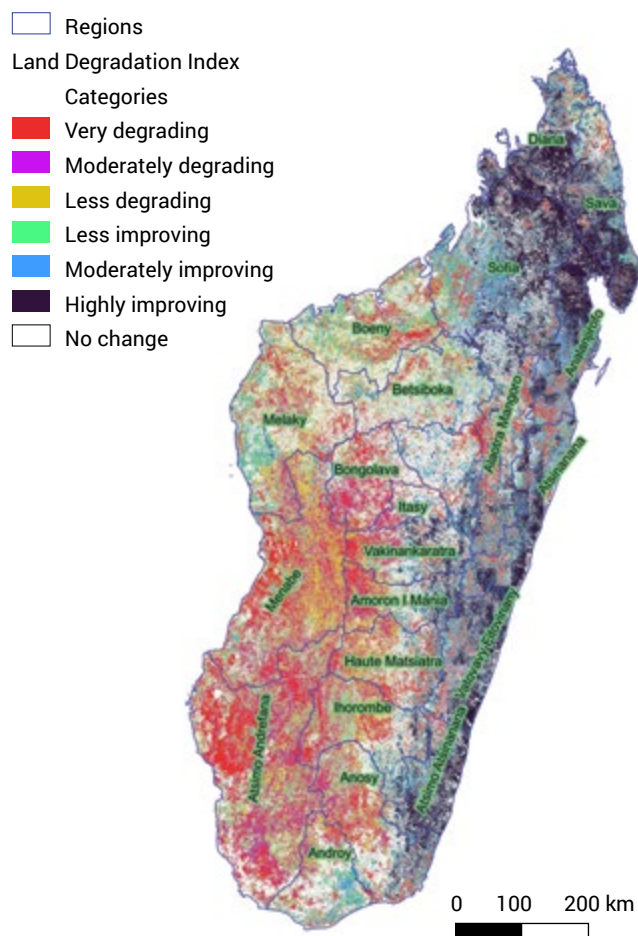 Regions
Land Degradation Index
Categories
Very degrading
Moderately degrading
Less degrading
Less improving
Moderately improving
Highly improving
No change
Diana
Sava
Sofia
Boeny
Analanjirofo
Betsiboka
Melaky
Alaotra Mangoro
Bongolava
Atsinanana
Itasy
Vakinankaratra
Menabe
Amoron I Mania
Vatovavy Fitovinany
Haute Matsiatra
Ihorombe
Atsimo Andrefana
Atsimo Atsinanana
Anosy
Androy
0 100 200 km